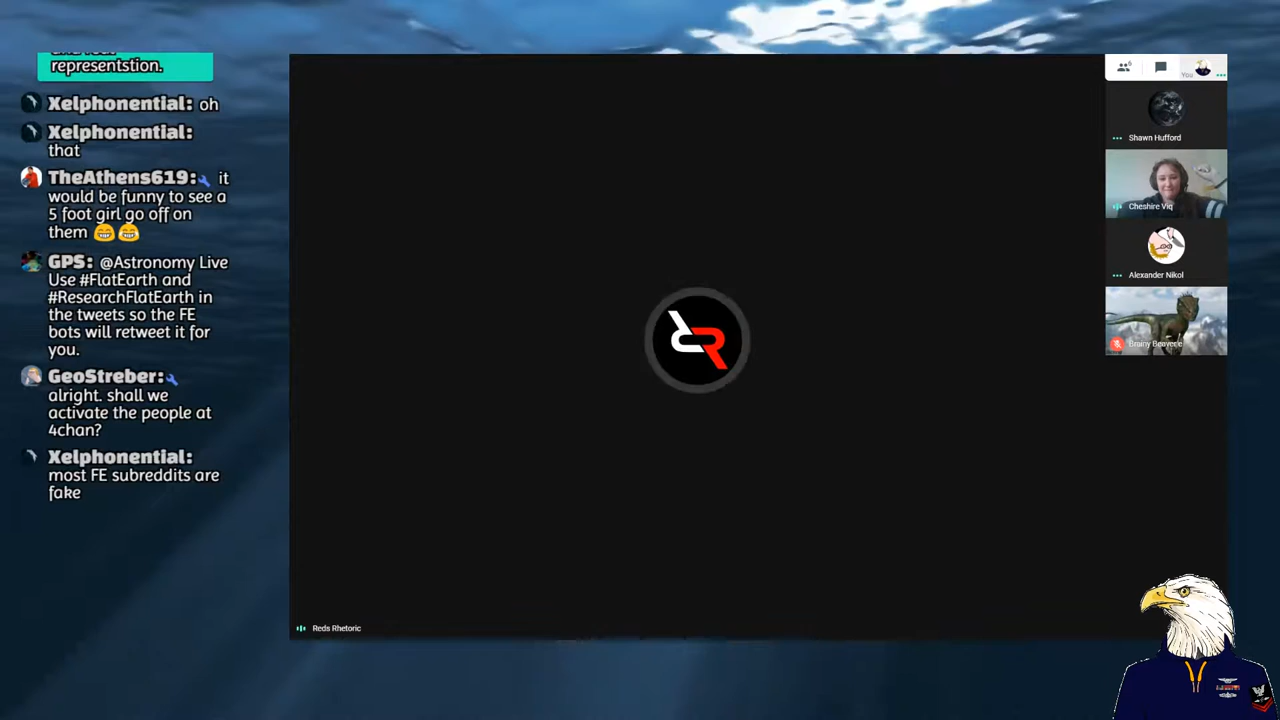 representstion.
Xelphonential: oh
Xelphonential:
that
TheAthens619: it
would be funny to see a
5 foot girl go off on
them 😂😂
GPS: @Astronomy Live
Use #FlatEarth and
#ResearchFlatEarth in
the tweets so the FE
bots will retweet it for
you.
GeoStreber:
alright. shall we
activate the people at
4chan?
Xelphonential:
most FE subreddits are
fake
Reds Rhetoric
You
Shawn Hufford
Cheshire Viq
Alexander Nikol